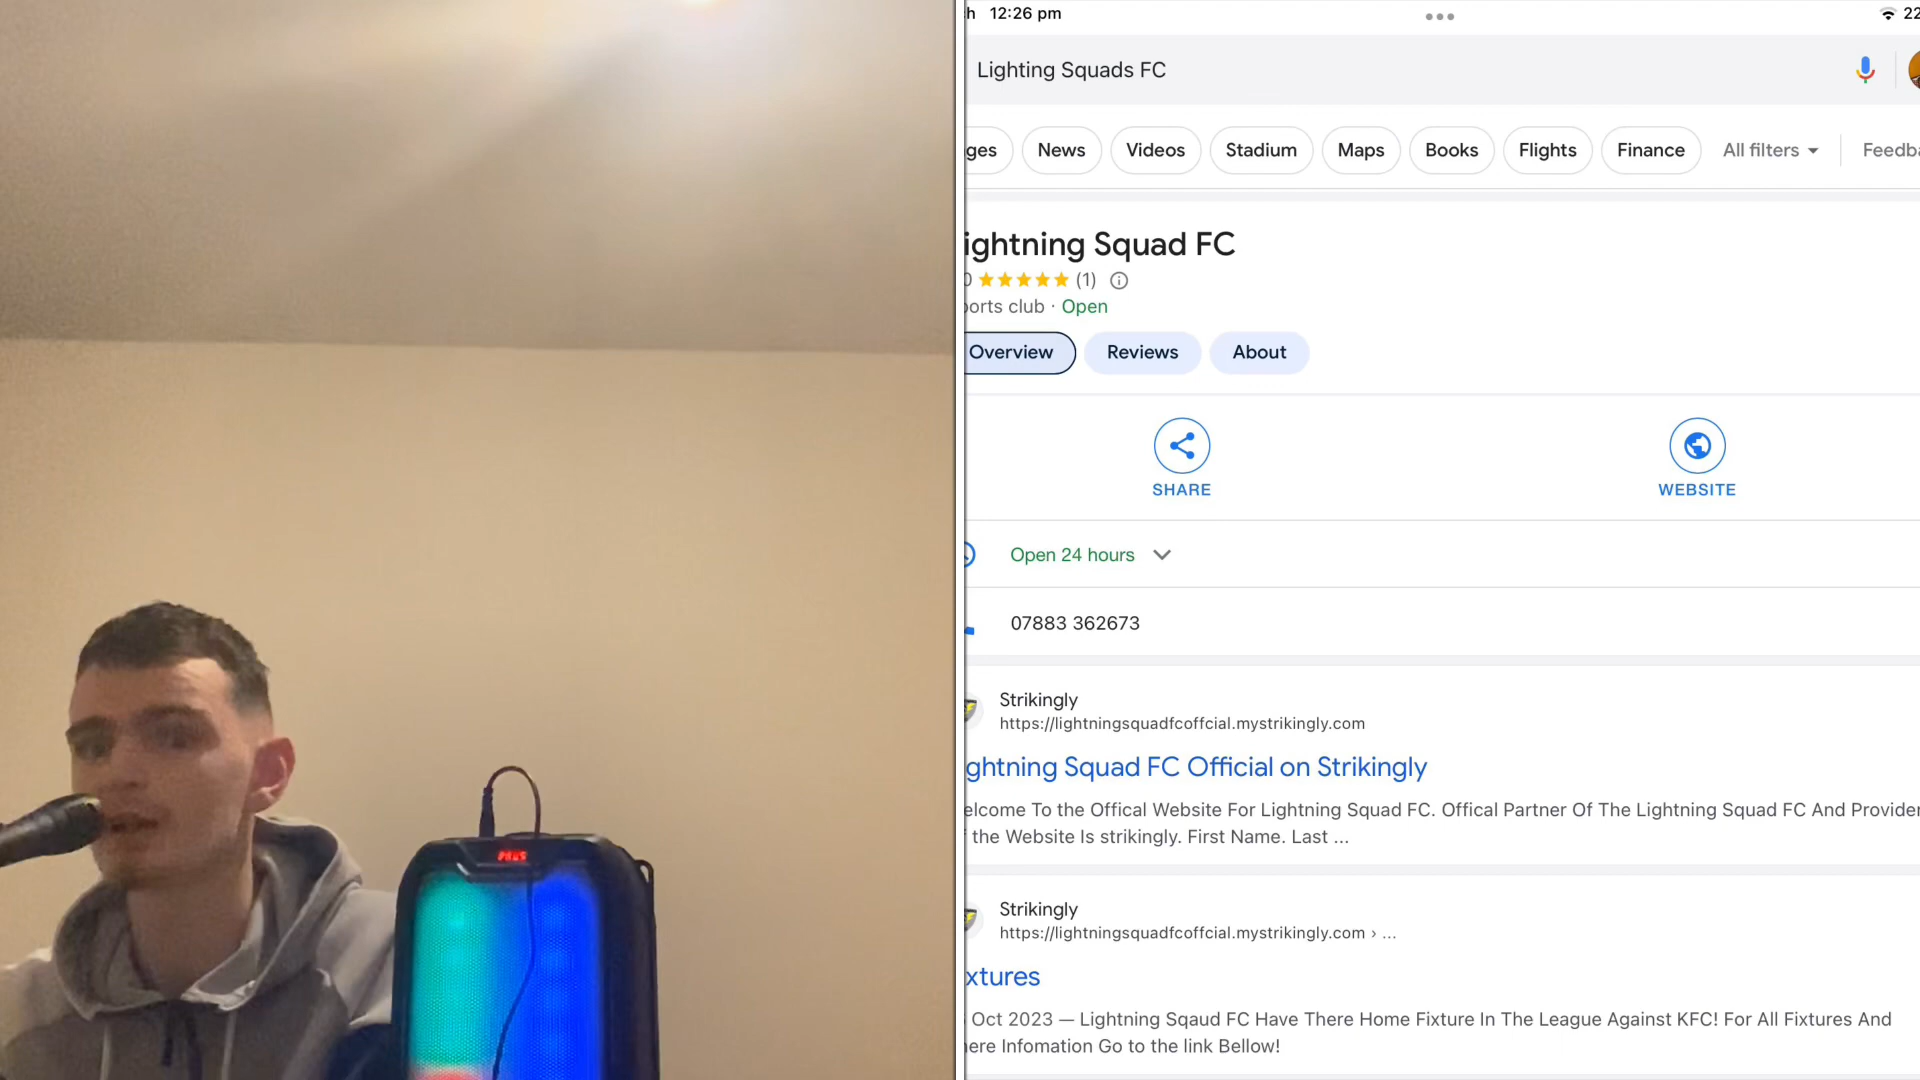 12:26 pm
22
Lighting Squads FC
ges News Videos Stadium Maps Books Flights Finance All filters Feedba
ightning Squad FC
0 (1)
orts club · Open
Overview Reviews About
SHARE WEBSITE
Open 24 hours
07883 362673
Strikingly
https://lightningsquadfcoffcial.mystrikingly.com
ghtning Squad FC Official on Strikingly
elcome To the Offical Website For Lightning Squad FC. Offical Partner Of The Lightning Squad FC And Provider
f the Website Is strikingly. First Name. Last ...
Strikingly
https://lightningsquadfcoffcial.mystrikingly.com › ...
xtures
Oct 2023 — Lightning Sqaud FC Have There Home Fixture In The League Against KFC! For All Fixtures And
ere Infomation Go to the link Bellow!